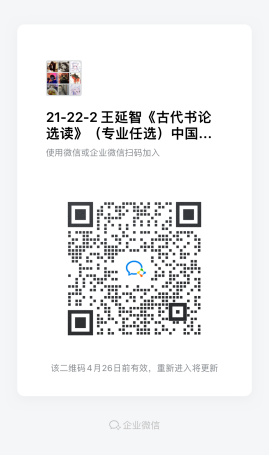 21-22-2 王延智《古代书论
选读》（专业任选）中国...
使用微信或企业微信扫码加入
该二维码4月26日前有效，重新进入将更新
企业微信